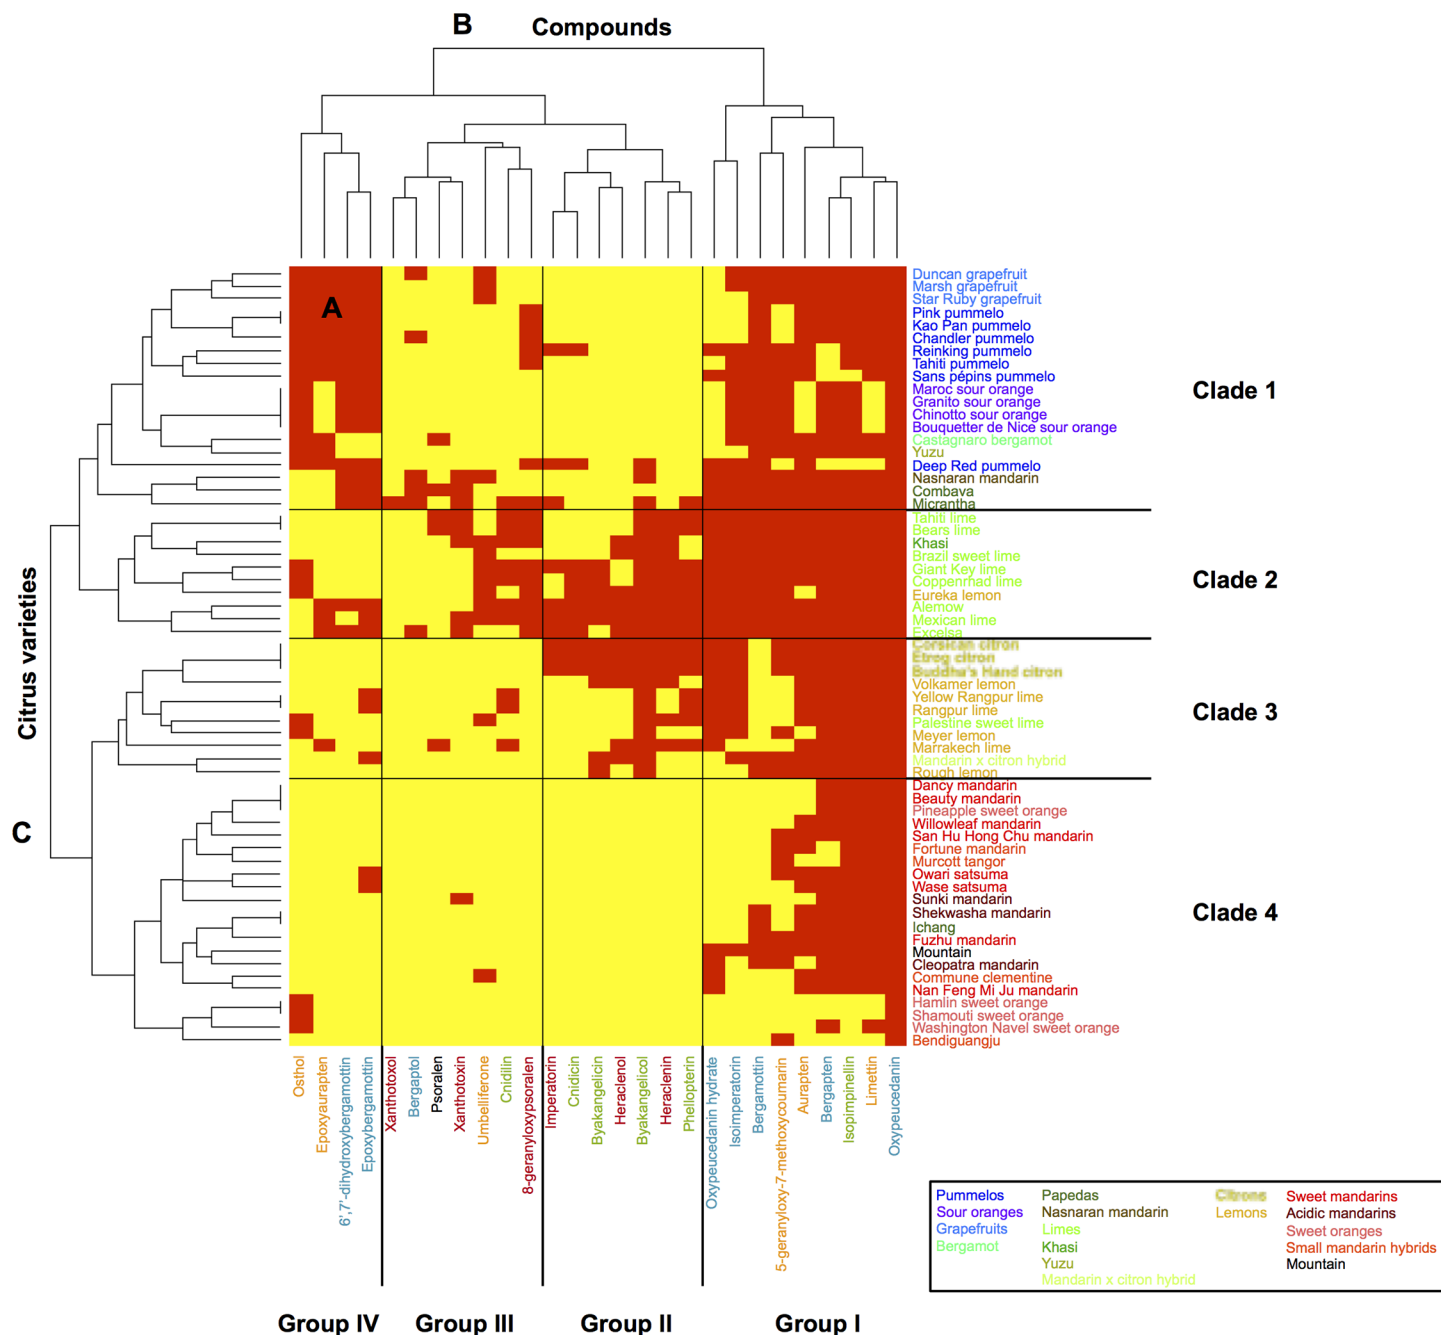 B
Compounds
A
Citrus varieties
C
Duncan grapefruit
Marsh grapefruit
Star Ruby grapefruit
Pink pummelo
Kao Pan pummelo
Chandler pummelo
Reinking pummelo
Tahiti pummelo
Sans pépins pummelo
Maroc sour orange
Granito sour orange
Chinotto sour orange
Bouquetter de Nice sour orange
Castagnaro bergamot
Yuzu
Deep Red pummelo
Nasnaran mandarin
Combava
Micrantha
Clade 1
Tahiti lime
Bears lime
Khasi
Brazil sweet lime
Giant Key lime
Coppenrhad lime
Eureka lemon
Alemow
Mexican lime
Excelsa
Clade 2
Corsican citron
Etrog citron
Buddha's Hand citron
Volkamer lemon
Yellow Rangpur lime
Rangpur lime
Palestine sweet lime
Meyer lemon
Marrakech lime
Mandarin x citron hybrid
Rough lemon
Clade 3
Dancy mandarin
Beauty mandarin
Pineapple sweet orange
Willowleaf mandarin
San Hu Hong Chu mandarin
Fortune mandarin
Murcott tangor
Owari satsuma
Wase satsuma
Sunki mandarin
Shekwasha mandarin
Ichang
Fuzhu mandarin
Mountain
Cleopatra mandarin
Commune clementine
Nan Feng Mi Ju mandarin
Hamlin sweet orange
Shamouti sweet orange
Washington Navel sweet orange
Bendiguangju
Clade 4
Osthol
Epoxyaurapten
6',7'-dihydroxybergamottin
Epoxybergamottin
Xanthotoxol
Bergaptol
Psoralen
Xanthotoxin
Umbelliferone
Cnidilin
8-geranyloxypsoralen
Imperatorin
Cnidicin
Byakangelicin
Heraclenol
Byakangelicol
Heraclenin
Phellopterin
Oxypeucedanin hydrate
Isoimperatorin
Bergamottin
5-geranyloxy-7-methoxycoumarin
Aurapten
Bergapten
Isopimpinellin
Limettin
Oxypeucedanin
Group IV
Group III
Group II
Group I
Pummelos
Sour oranges
Grapefruits
Bergamot
Papedas
Nasnaran mandarin
Limes
Khasi
Yuzu
Mandarin x citron hybrid
Citrons
Lemons
Sweet mandarins
Acidic mandarins
Sweet oranges
Small mandarin hybrids
Mountain